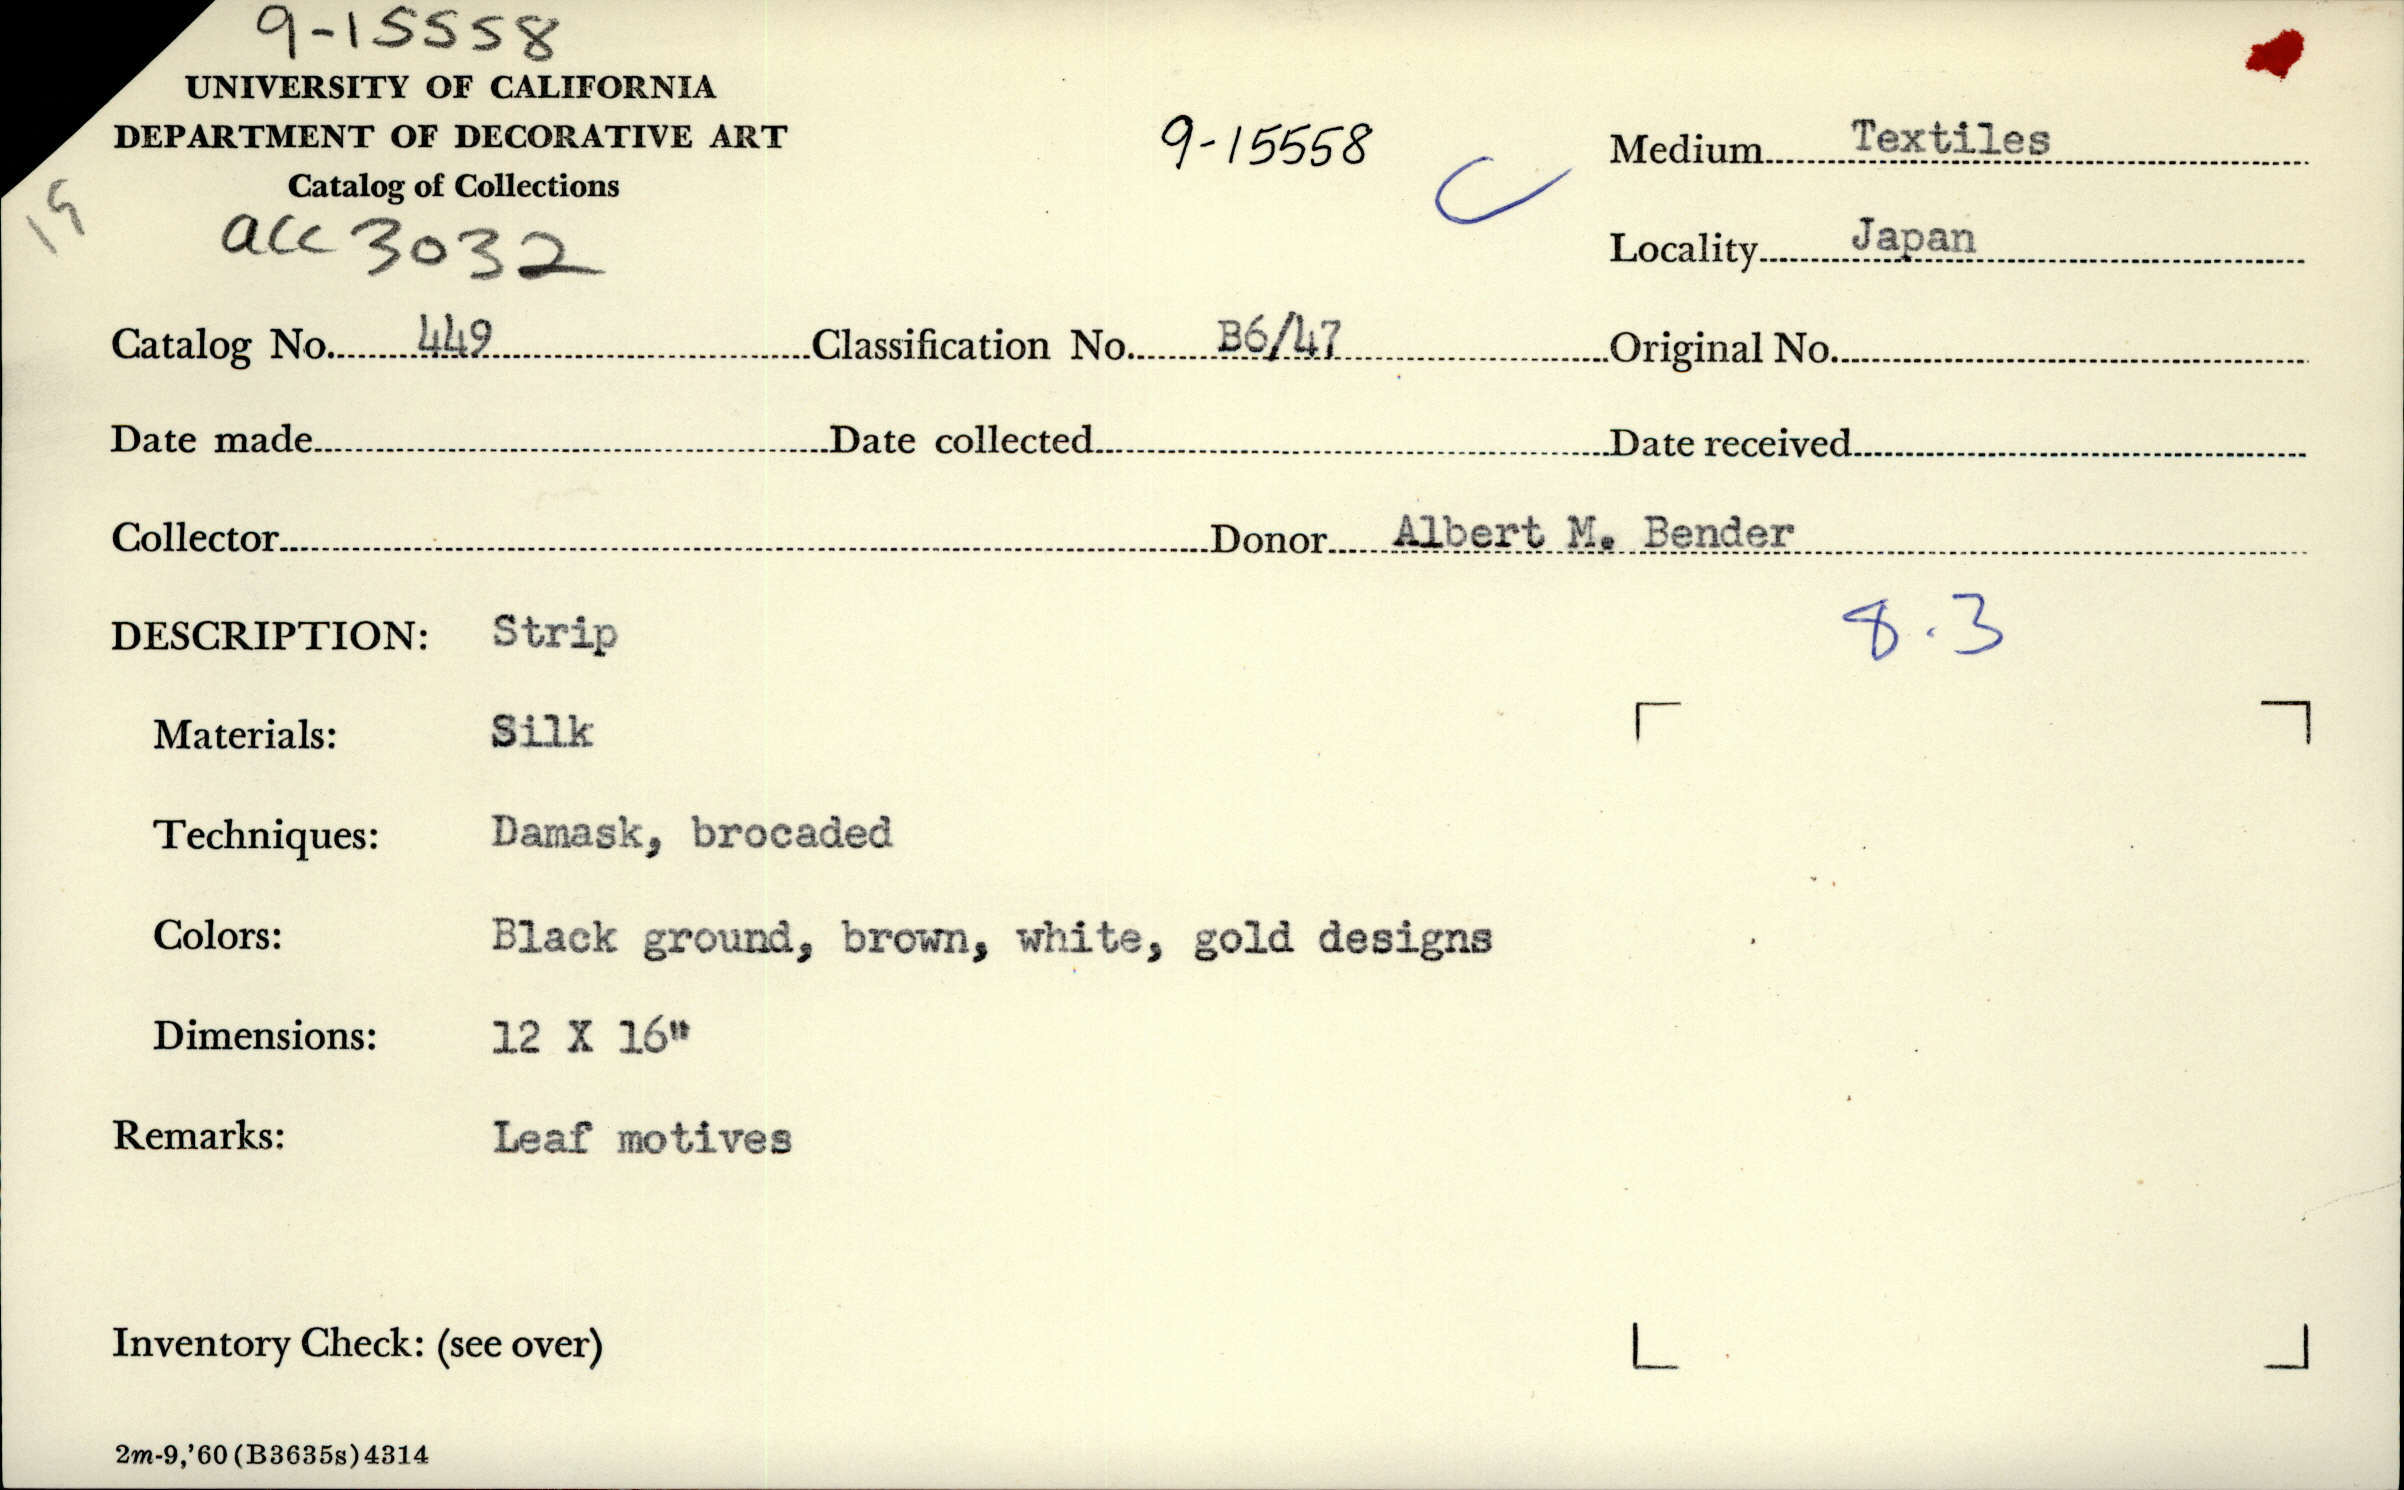 9-15558
UNIVERSITY OF CALIFORNIA
DEPARTMENT OF DECORATIVE ART
Catalog of Collections
19
acc 3032
9-15558
Medium Textiles
Locality Japan
Catalog No. 449 Classification No. B6/47 Original No.
Date made Date collected Date received
Collector Donor Albert M. Bender
DESCRIPTION: Strip
8.3
Materials: Silk
Techniques: Damask, brocaded
Colors: Black ground, brown, white, gold designs
Dimensions: 12 X 16"
Remarks: Leaf motives
Inventory Check: (see over)
2m-9,'60(B3635s)4314